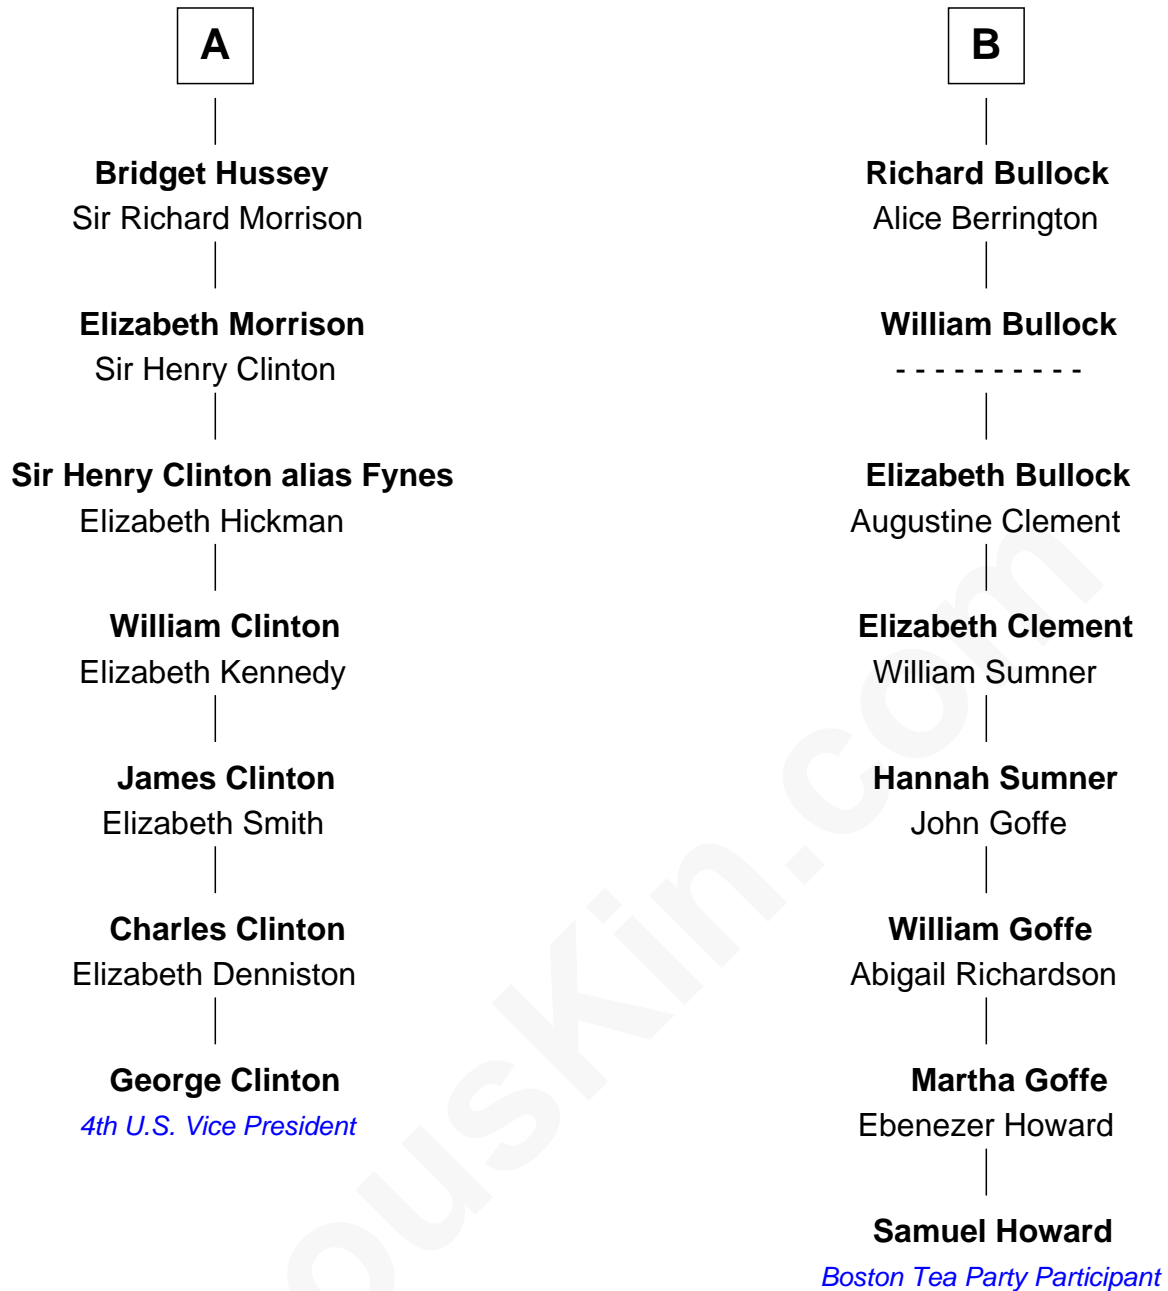 A
Bridget Hussey
Sir Richard Morrison
Elizabeth Morrison
Sir Henry Clinton
Sir Henry Clinton alias Fynes
Elizabeth Hickman
William Clinton
Elizabeth Kennedy
James Clinton
Elizabeth Smith
Charles Clinton
Elizabeth Denniston
George Clinton
4th U.S. Vice President
B
Richard Bullock
Alice Berrington
William Bullock
- - - - - - - - - -
Elizabeth Bullock
Augustine Clement
Elizabeth Clement
William Sumner
Hannah Sumner
John Goffe
William Goffe
Abigail Richardson
Martha Goffe
Ebenezer Howard
Samuel Howard
Boston Tea Party Participant
ousKin.com